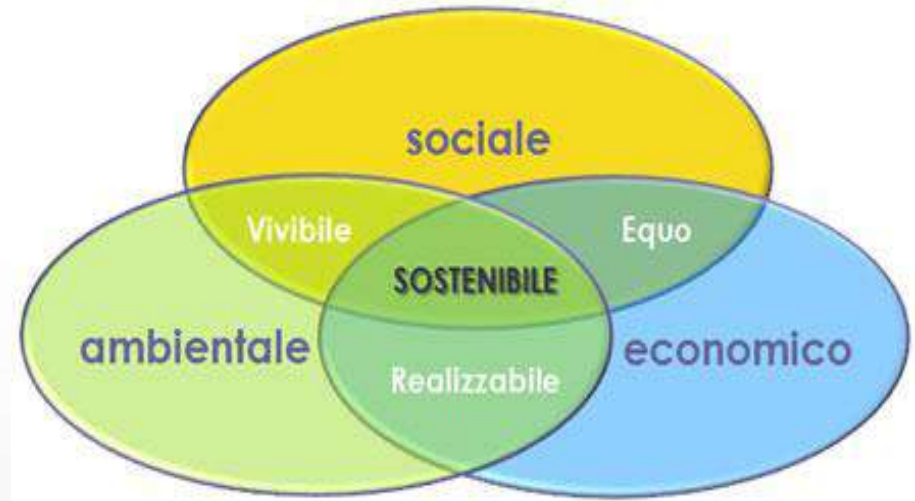 sociale
Vivibile
Equo
SOSTENIBILE
ambientale
economico
Realizzabile